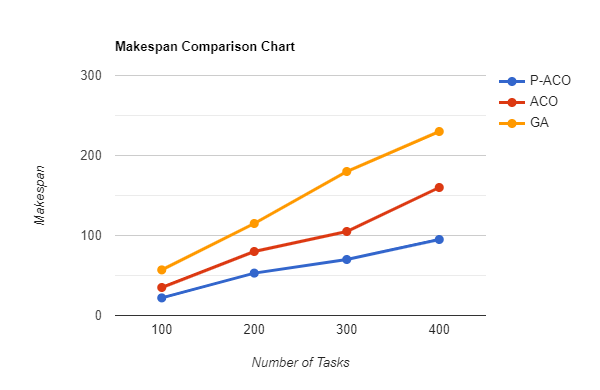 Makespan Comparison Chart
300
200
100
0
Makespan
100 200 300 400
Number of Tasks
P-ACO
ACO
GA